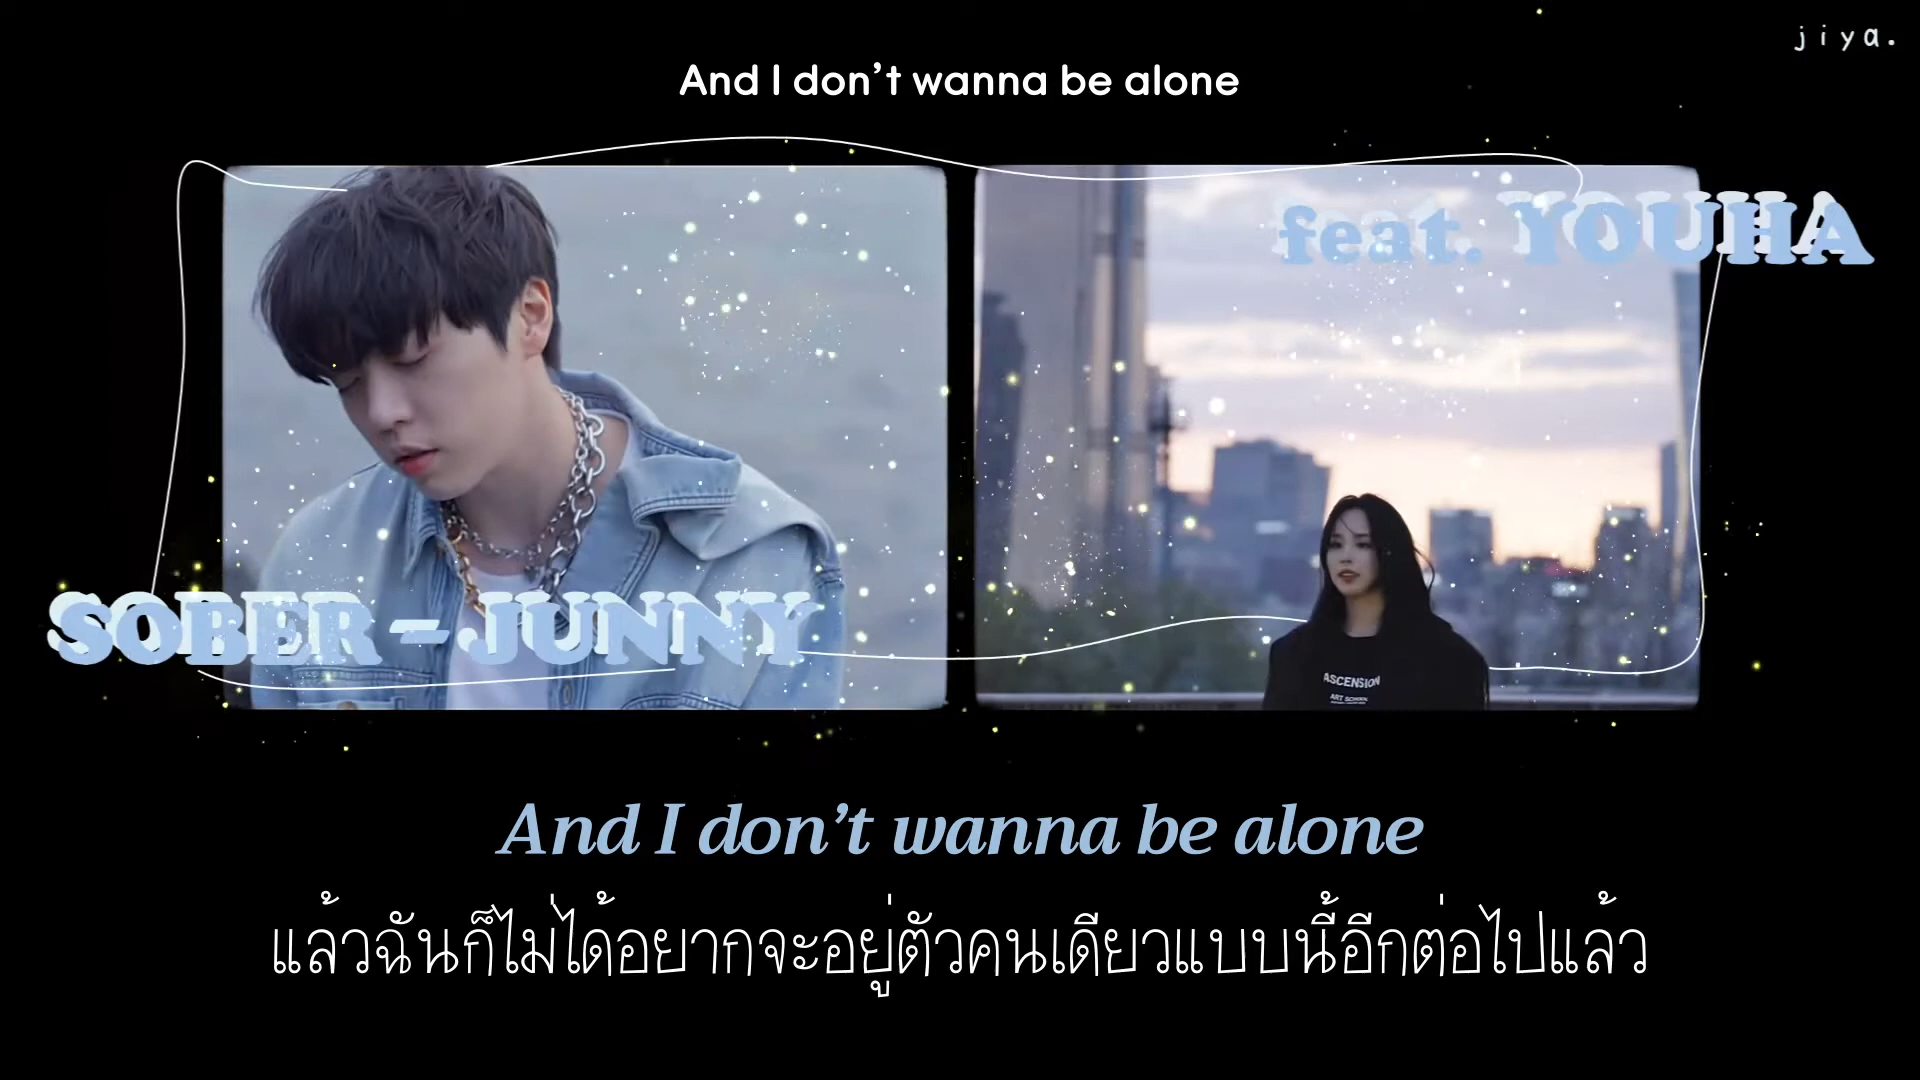 jiya.
And I don't wanna be alone
feat. YOUHA
SOBER - JUNNY
ASCENSION
ART SCHOOL
And I don't wanna be alone
แล้วฉันก็ไม่ได้อยากจะอยู่ตัวคนเดียวแบบนี้อีกต่อไปแล้ว